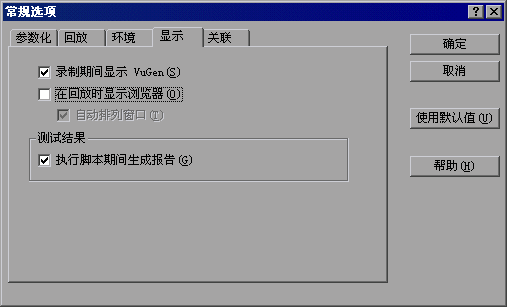 常规选项
参数化 回放 环境 显示 关联
录制期间显示 VuGen(S)
在回放时显示浏览器(O)
自动排列窗口(T)
测试结果
执行脚本期间生成报告(G)
确定
取消
使用默认值(U)
帮助(H)